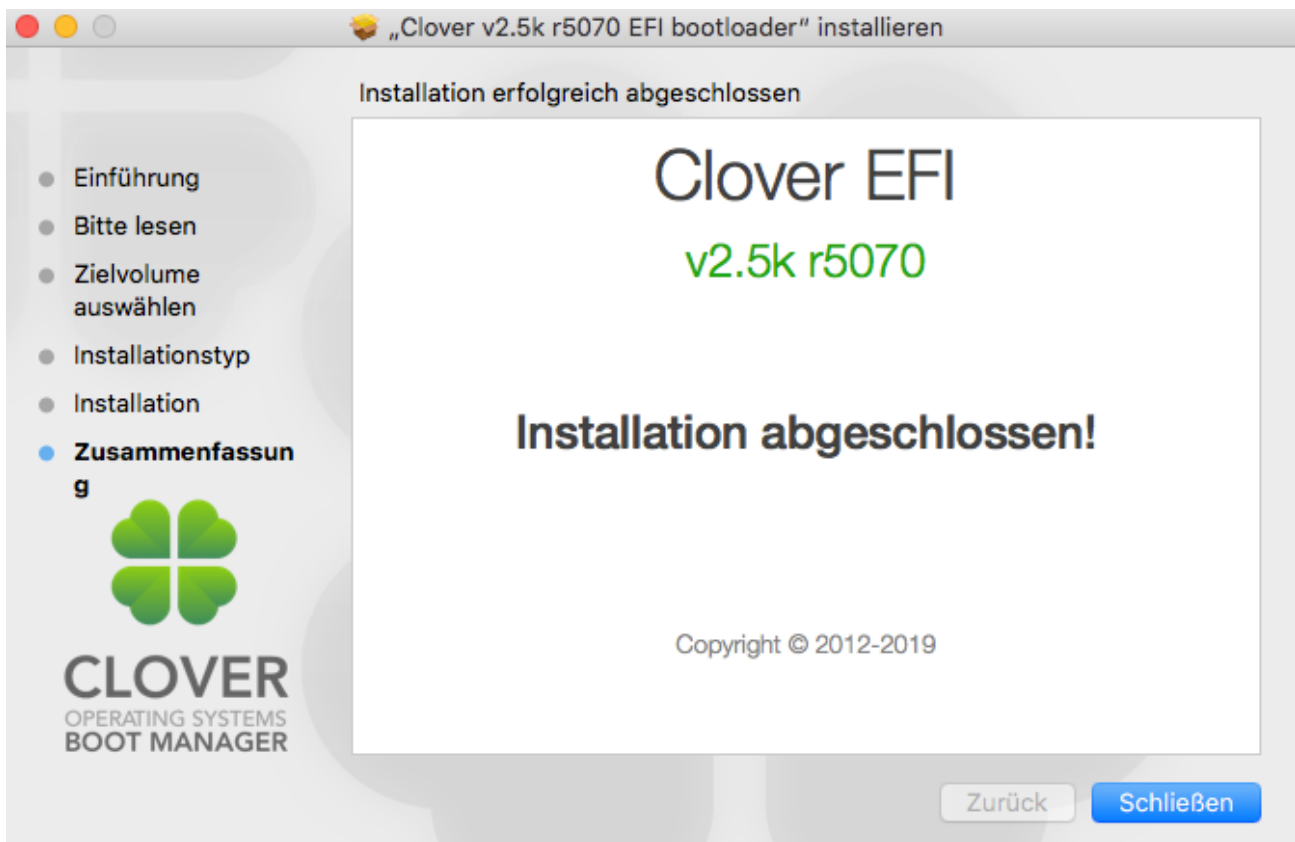 „Clover v2.5k r5070 EFI bootloader“ installieren
Installation erfolgreich abgeschlossen
Einführung
Bitte lesen
Zielvolume
auswählen
Installationstyp
Installation
Zusammenfassun
g
CLOVER
OPERATING SYSTEMS
BOOT MANAGER
Clover EFI
v2.5k r5070
Installation abgeschlossen!
Copyright © 2012-2019
Zurück
Schließen